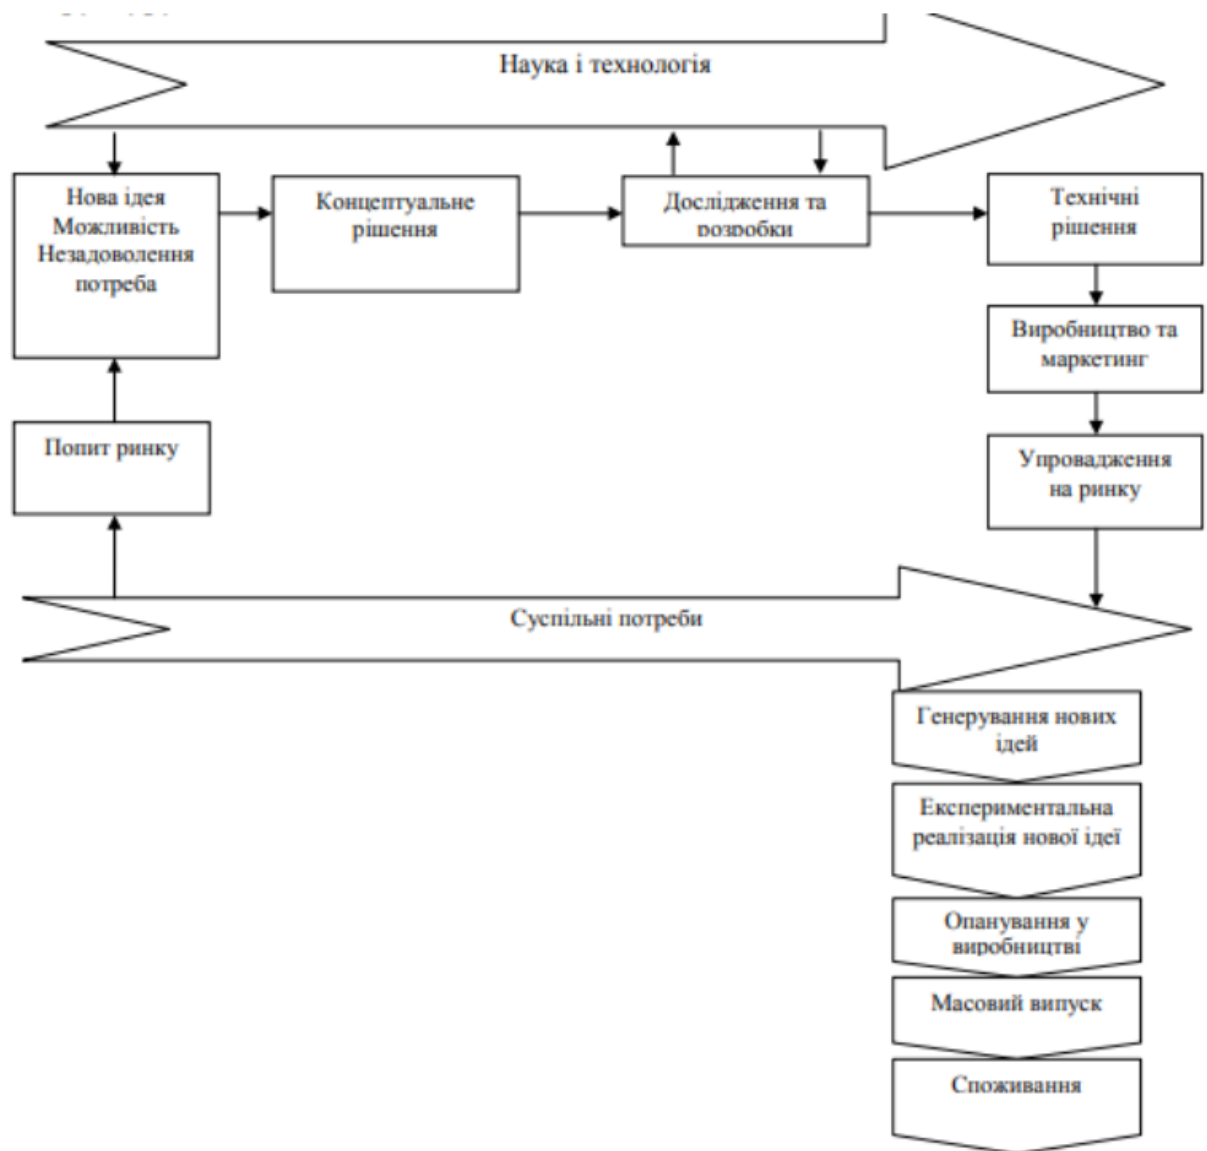 Наука і технологія
Нова ідея
Можливість
Незадоволення
потреба
Концептуальне
рішення
Дослідження та
розробки
Технічні
рішення
Виробництво та
маркетинг
Попит ринку
Упровадження
на ринку
Суспільні потреби
Генерування нових
ідей
Експериментальна
реалізація нової ідеї
Опанування у
виробництві
Масовий випуск
Споживання